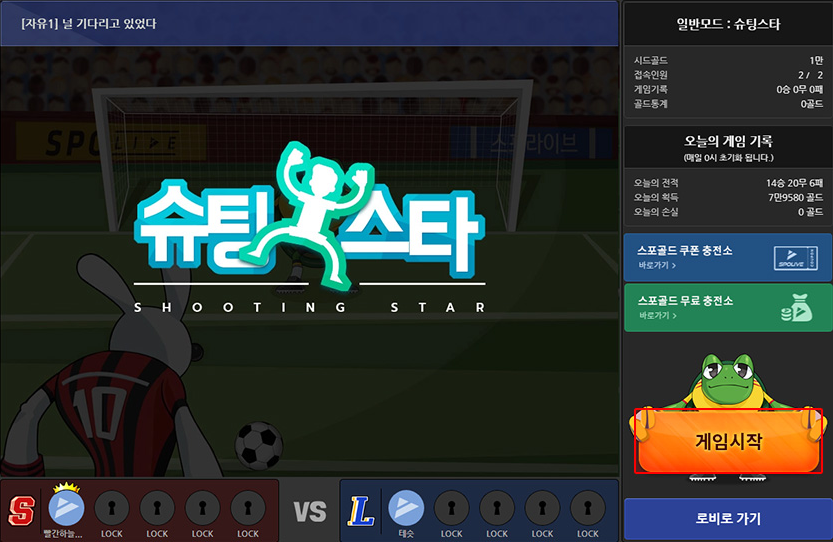 [자유1] 널 기다리고 있었다
SPOLIVE
스포라이브
슈팅스타
SHOOTING STAR
10
S
빨간하늘...
LOCK
LOCK
LOCK
LOCK
VS
L
태슷
LOCK
LOCK
LOCK
LOCK
일반모드 : 슈팅스타
시드골드 1만
접속인원 2 / 2
게임기록 0승 0무 0패
골드통계 0골드
오늘의 게임 기록
(매일 0시 초기화 됩니다.)
오늘의 전적 14승 20무 6패
오늘의 획득 7만9580 골드
오늘의 손실 0 골드
스포골드 쿠폰 충전소
바로가기 >
SPOLIVE
스포골드 무료 충전소
바로가기 >
게임시작
로비로 가기